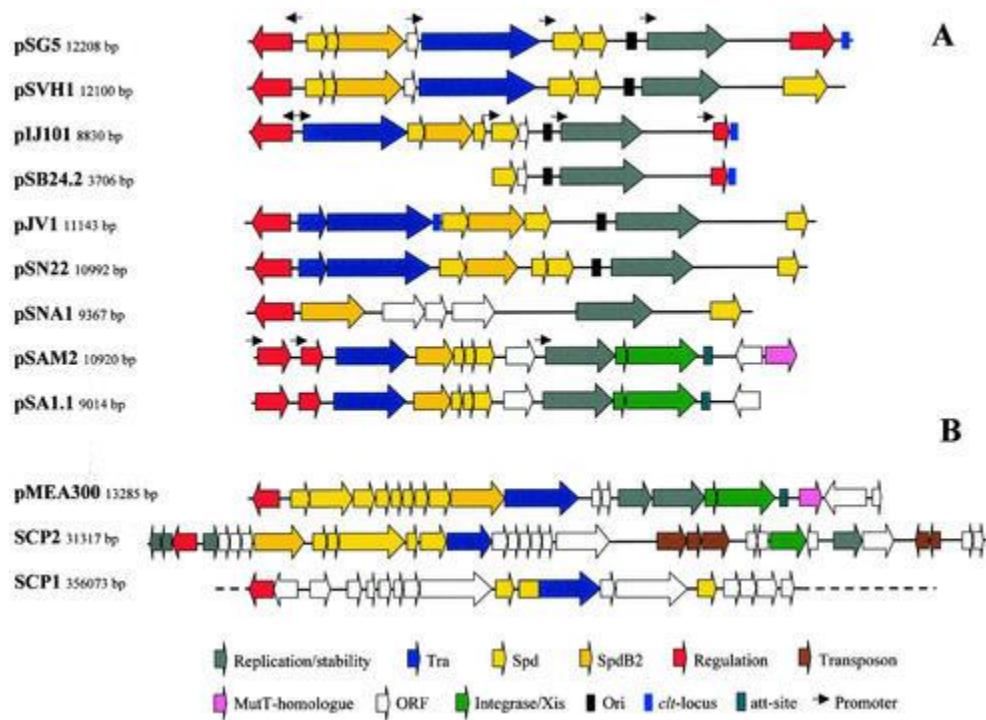 A
pSG5 12208 bp
pSVH1 12100 bp
pIJ101 8830 bp
pSB24.2 3706 bp
pJV1 11143 bp
pSN22 10992 bp
pSNA1 9367 bp
pSAM2 10920 bp
pSA1.1 9014 bp
B
pMEA300 13285 bp
SCP2 31317 bp
SCP1 356073 bp
Replication/stability Tra Spd SpdB2 Regulation Transposon
MutT-homologue ORF Integrase/Xis Ori clt-locus att-site Promoter